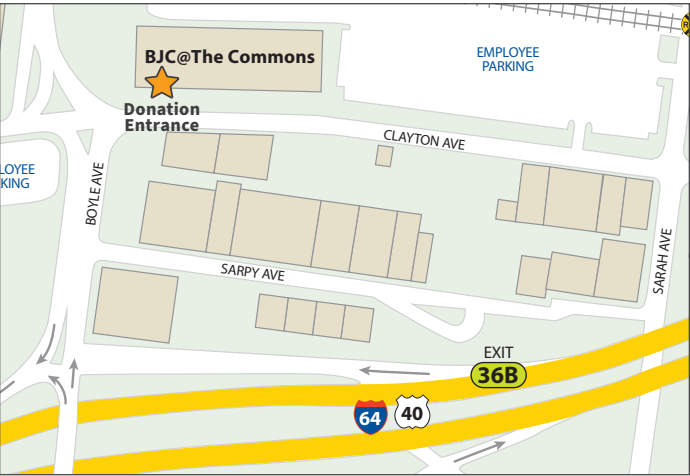 BJC@The Commons
Donation
Entrance
EMPLOYEE
PARKING
CLAYTON AVE
LOYEE
KING
BOYLE AVE
SARPY AVE
SARAH AVE
EXIT
36B
64
40
R